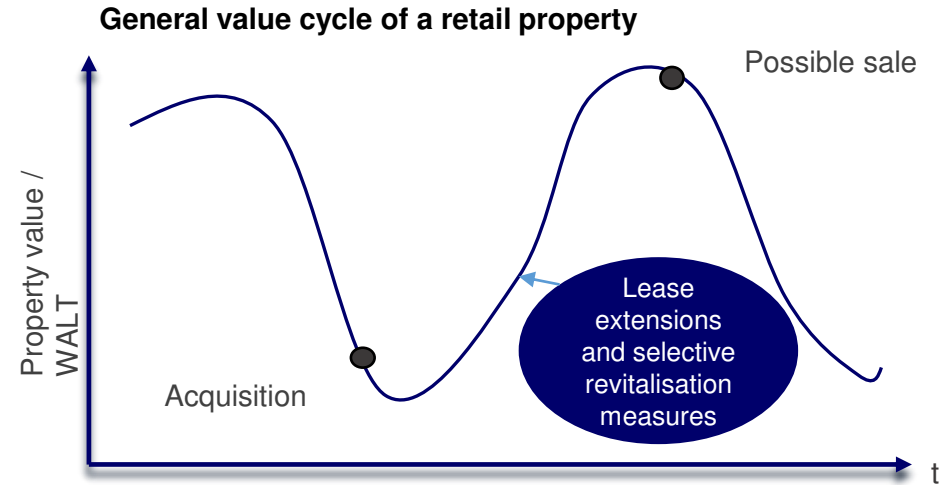 General value cycle of a retail property
Possible sale
Property value /
WALT
Lease
extensions
and selective
revitalisation
measures
Acquisition
t